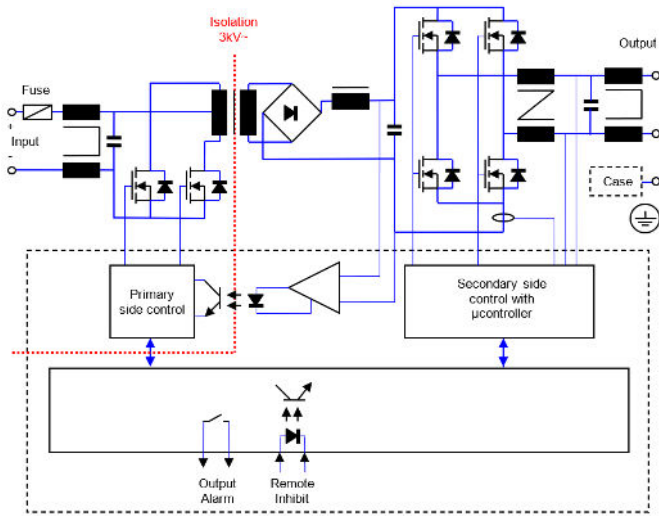 Isolation
3kV~
Output
Fuse
+
Input
-
Case
Primary
side control
Secondary side
control with
µcontroller
Output
Alarm
Remote
Inhibit